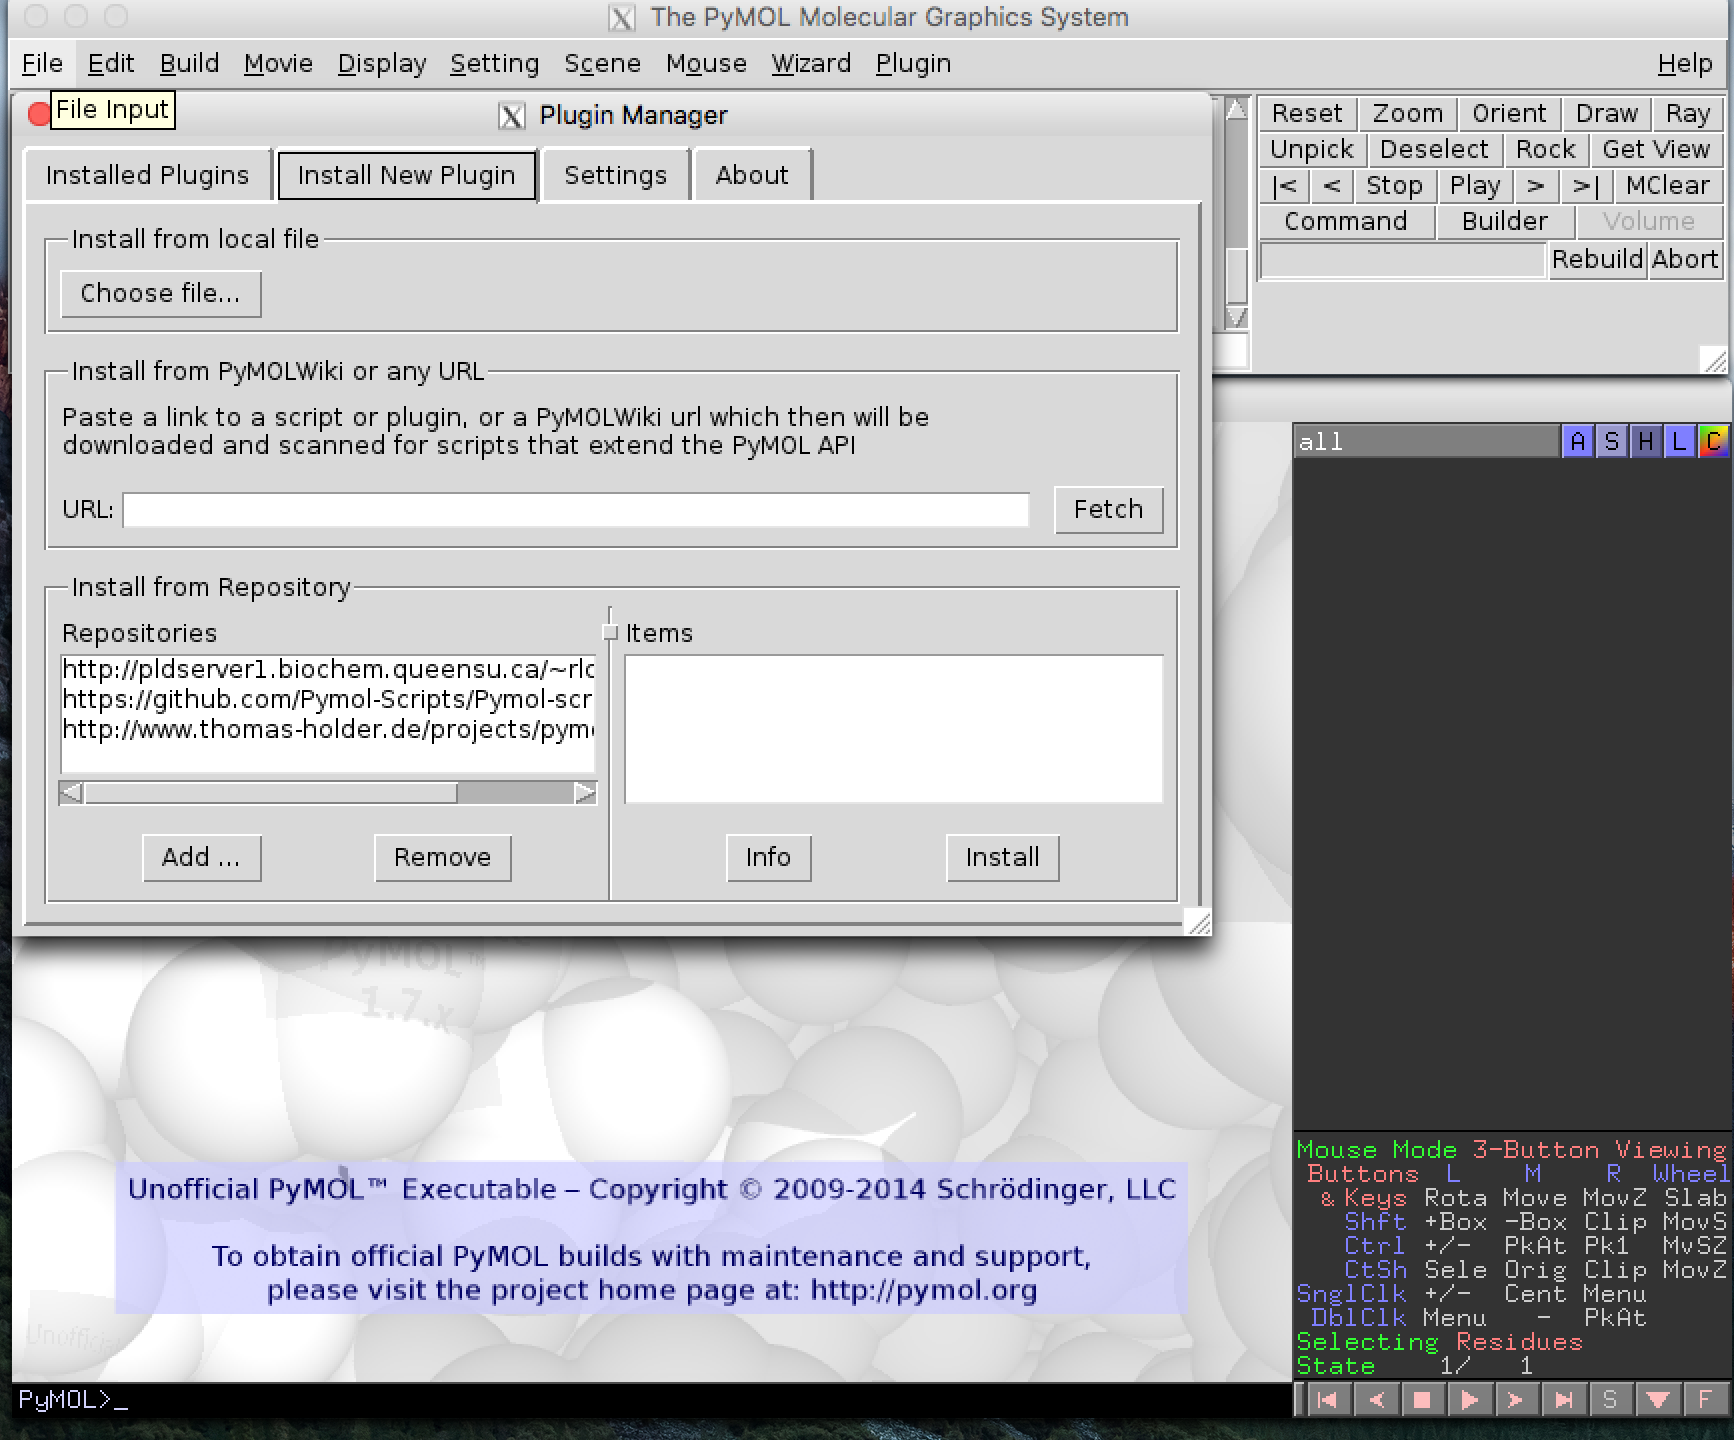 The PyMOL Molecular Graphics System
File Edit Build Movie Display Setting Scene Mouse Wizard Plugin Help
File Input
Plugin Manager
Installed Plugins Install New Plugin Settings About
Install from local file
Choose file...
Install from PyMOLWiki or any URL
Paste a link to a script or plugin, or a PyMOLWiki url which then will be
downloaded and scanned for scripts that extend the PyMOL API
URL: Fetch
Install from Repository
Repositories
http://pldserver1.biochem.queensu.ca/~rlc
https://github.com/Pymol-Scripts/Pymol-scr
http://www.thomas-holder.de/projects/pymo
Add ... Remove
Items
Info Install
Reset Zoom Orient Draw Ray
Unpick Deselect Rock Get View
|< < Stop Play > >| MClear
Command Builder Volume
Rebuild Abort
all A S H L C
PyMOL™
1.7.x
Unofficial PyMOL™ Executable – Copyright © 2009-2014 Schrödinger, LLC
To obtain official PyMOL builds with maintenance and support,
please visit the project home page at: http://pymol.org
Unofficial
Mouse Mode 3-Button Viewing
Buttons L M R Wheel
& Keys Rota Move MovZ Slab
Shft +Box -Box Clip MovS
Ctrl +/- PkAt Pk1 MvSZ
CtSh Sele Orig Clip MovZ
SnglClk +/- Cent Menu
DblClk Menu - PkAt
Selecting Residues
State 1/ 1
S F
PyMOL>_